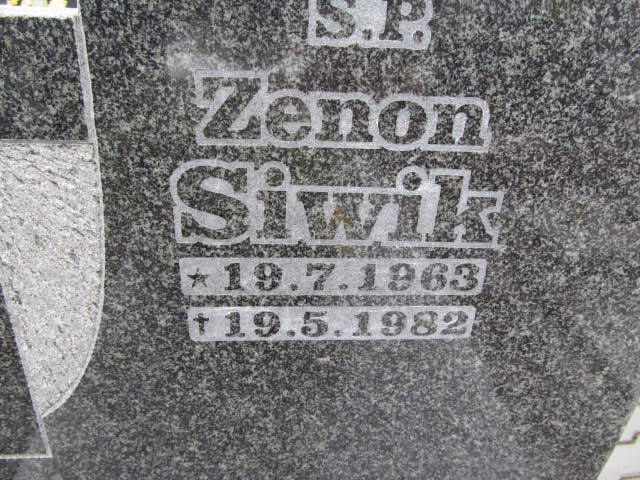 Ś.P.
Zenon
Siwik
★ 19.7.1963
✝ 19.5.1982